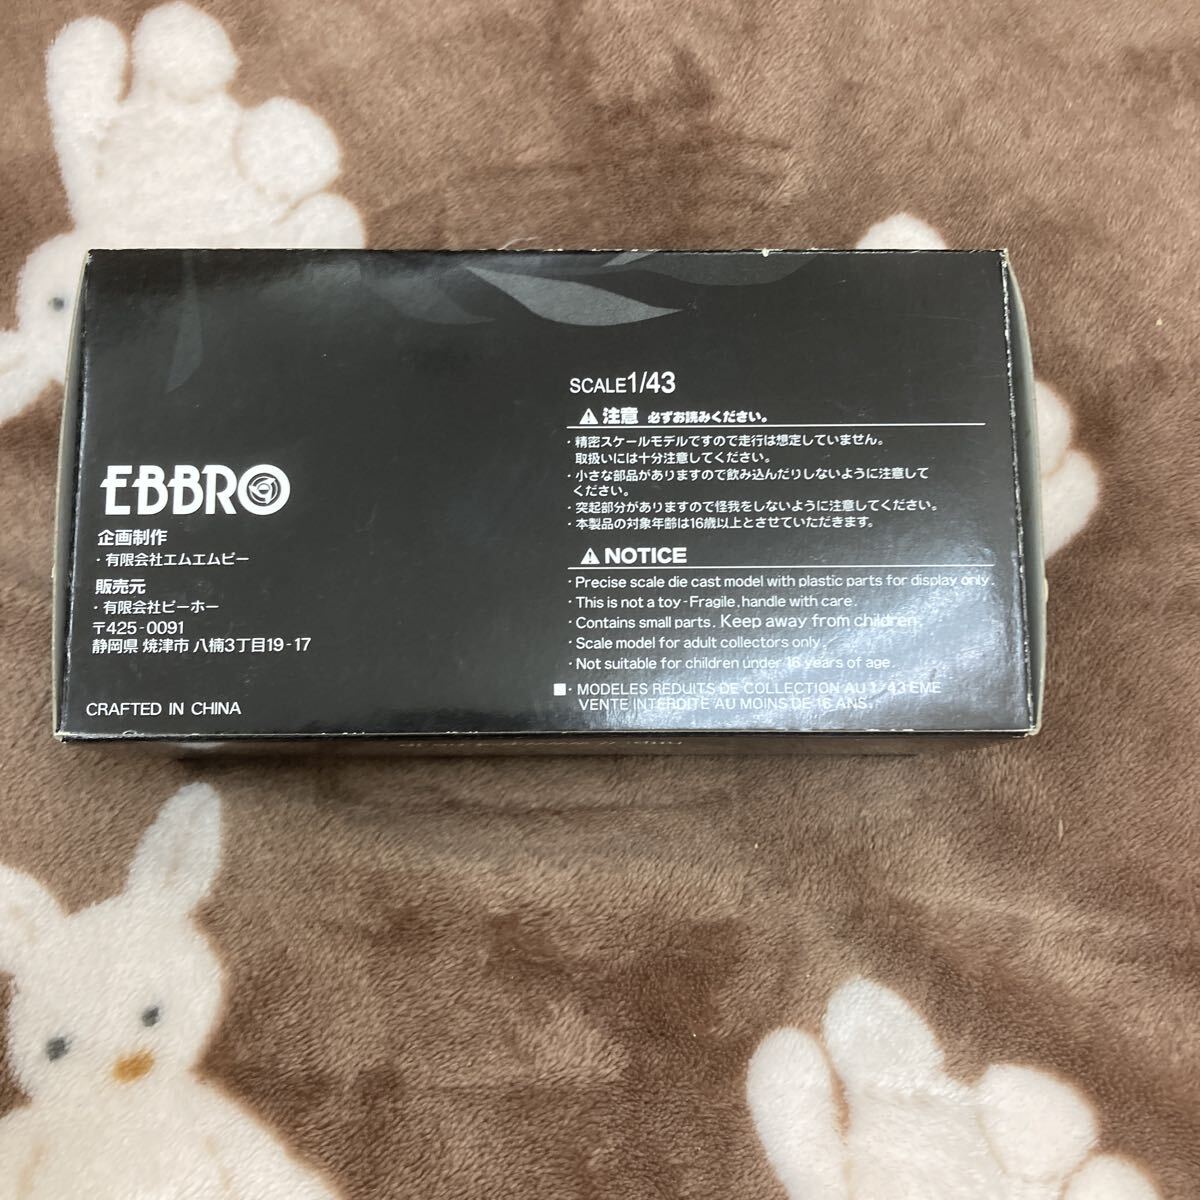 EBBRO
企画制作
・有限会社エムエムピー
販売元
・有限会社ビーホー
〒425-0091
静岡県 焼津市 八楠3丁目19-17
CRAFTED IN CHINA
SCALE1/43
注意 必ずお読みください。
・精密スケールモデルですので走行は想定していません。
取扱いには十分注意してください。
・小さな部品がありますので飲み込んだりしないように注意して
ください。
・突起部分がありますので怪我をしないように注意してください。
・本製品の対象年齢は16歳以上とさせていただきます。
NOTICE
・Precise scale die cast model with plastic parts for display only.
・This is not a toy-Fragile,handle with care.
・Contains small parts. Keep away from children.
・Scale model for adult collectors only.
・Not suitable for children under 16 years of age.
■・MODELES REDUITS DE COLLECTION AU 1/43 EME
VENTE INTERDITE AU MOINS DE 16 ANS.